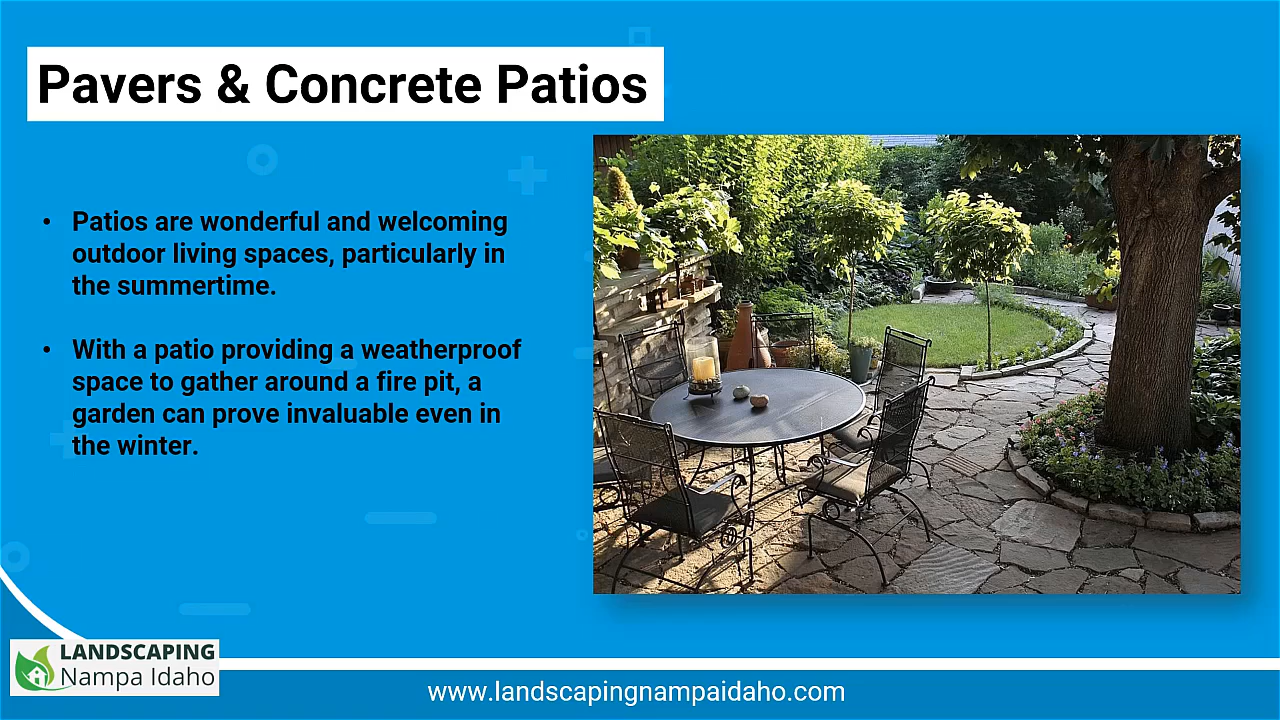 Pavers & Concrete Patios
• Patios are wonderful and welcoming
outdoor living spaces, particularly in
the summertime.
• With a patio providing a weatherproof
space to gather around a fire pit, a
garden can prove invaluable even in
the winter.
LANDSCAPING
Nampa Idaho
www.landscapingnampaidaho.com